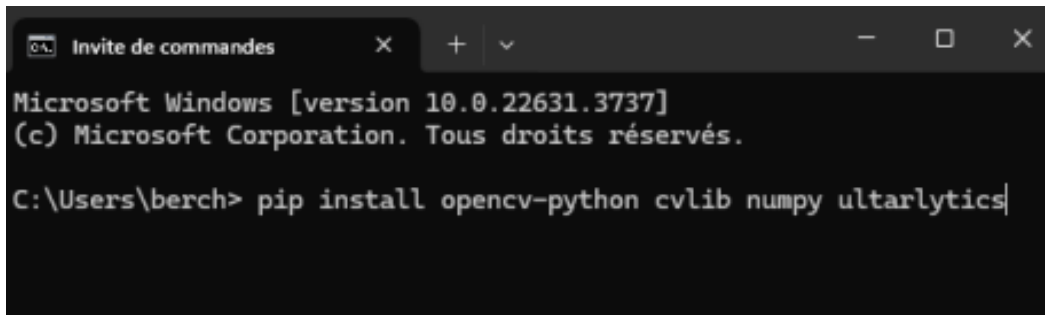 Invite de commandes
Microsoft Windows [version 10.0.22631.3737]
(c) Microsoft Corporation. Tous droits réservés.
C:\Users\berch> pip install opencv-python cvlib numpy ultarlytics